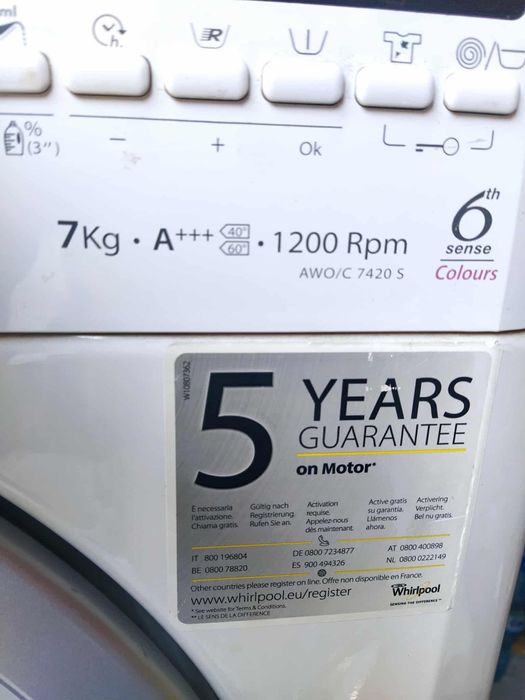 ml
h.
R
%
(3")
− + Ok
7Kg · A+++ 40° 60° · 1200 Rpm
AWO/C 7420 S
6th
sense
Colours
W10807362
5 YEARS
GUARANTEE
on Motor*
È necessaria
l'attivazione.
Chiama gratis.
Gültig nach
Registrierung.
Rufen Sie an.
Activation
requise.
Appelez-nous
dès maintenant.
Active gratis
su garantía.
Llámenos
ahora.
Activering
Verplicht.
Bel nu gratis.
IT 800 196804 DE 0800 7234877 AT 0800 400898
BE 0800 78820 ES 900 494326 NL 0800 0222149
Other countries please register on line. Offre non disponible en France.
www.whirlpool.eu/register
Whirlpool
SENSING THE DIFFERENCE**
* See website for Terms & Conditions.
** LE SENS DE LA DIFFERENCE